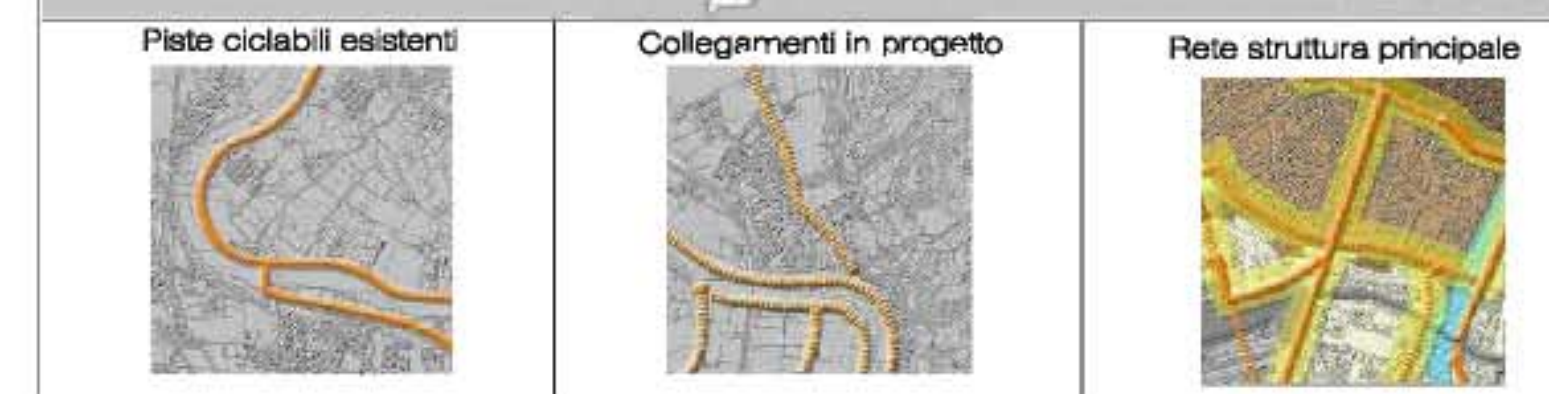 Piste ciclabili esistenti
Collegamenti in progetto
Rete struttura principale